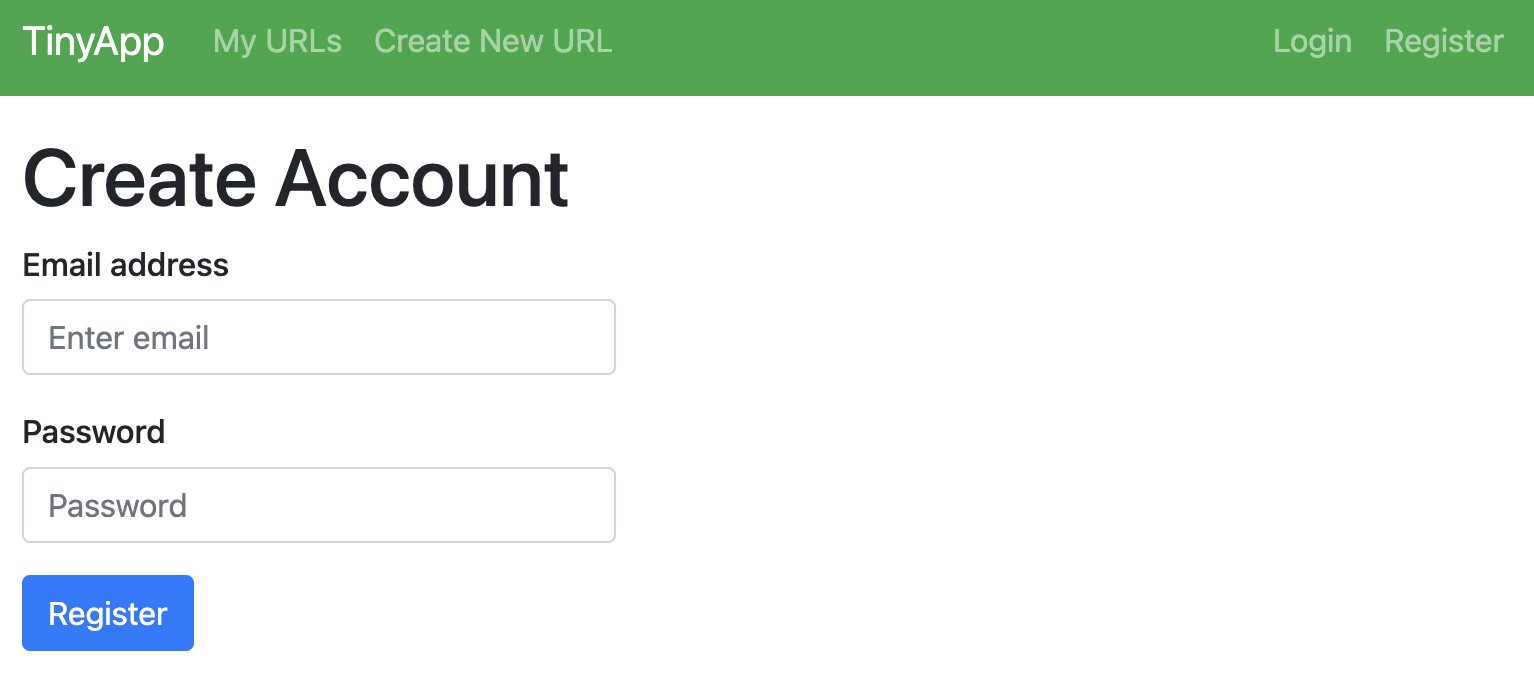 TinyApp My URLs Create New URL Login Register
Create Account
Email address
Enter email
Password
Password
Register